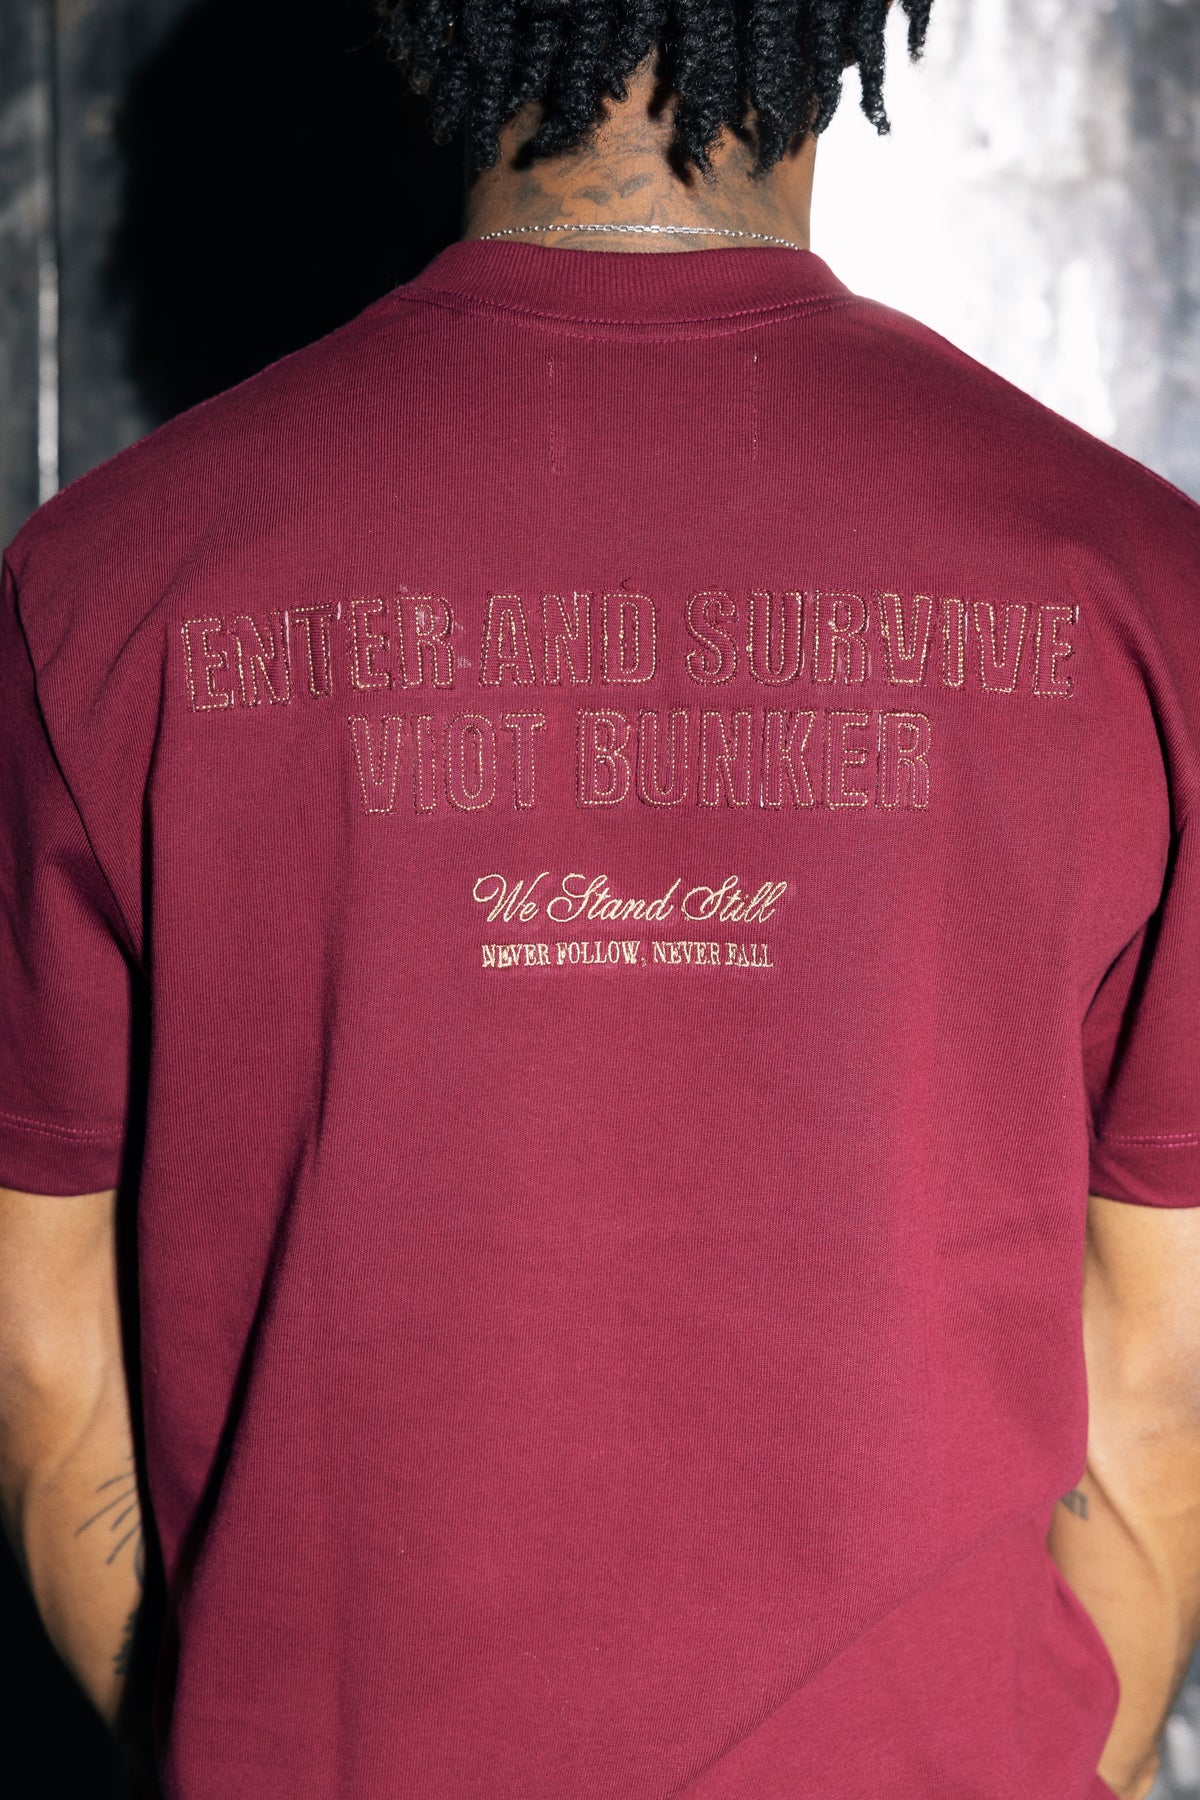 ENTER AND SURVIVE
VIOT BUNKER
We Stand Still
NEVER FOLLOW, NEVER FALL